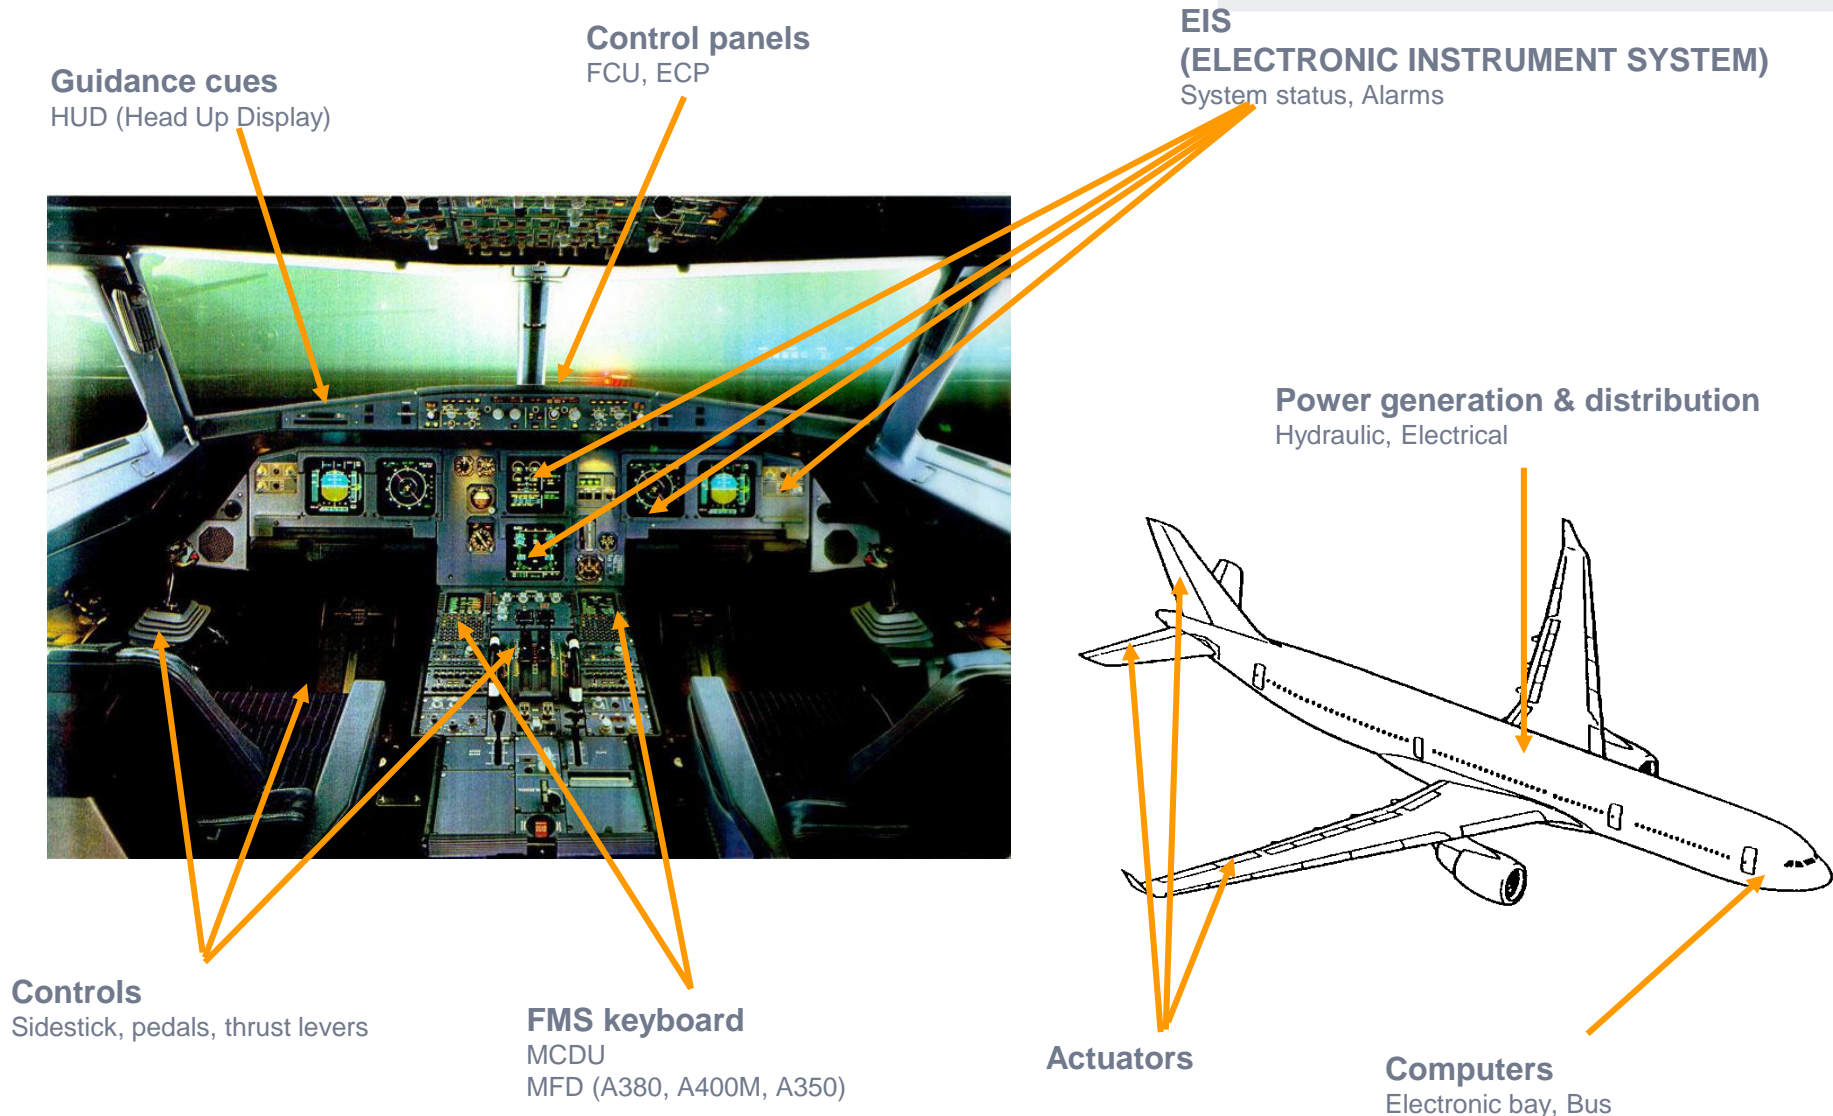 EIS
(ELECTRONIC INSTRUMENT SYSTEM)
System status, Alarms
Control panels
FCU, ECP
Guidance cues
HUD (Head Up Display)
Power generation & distribution
Hydraulic, Electrical
Controls
Sidestick, pedals, thrust levers
FMS keyboard
MCDU
MFD (A380, A400M, A350)
Actuators
Computers
Electronic bay, Bus